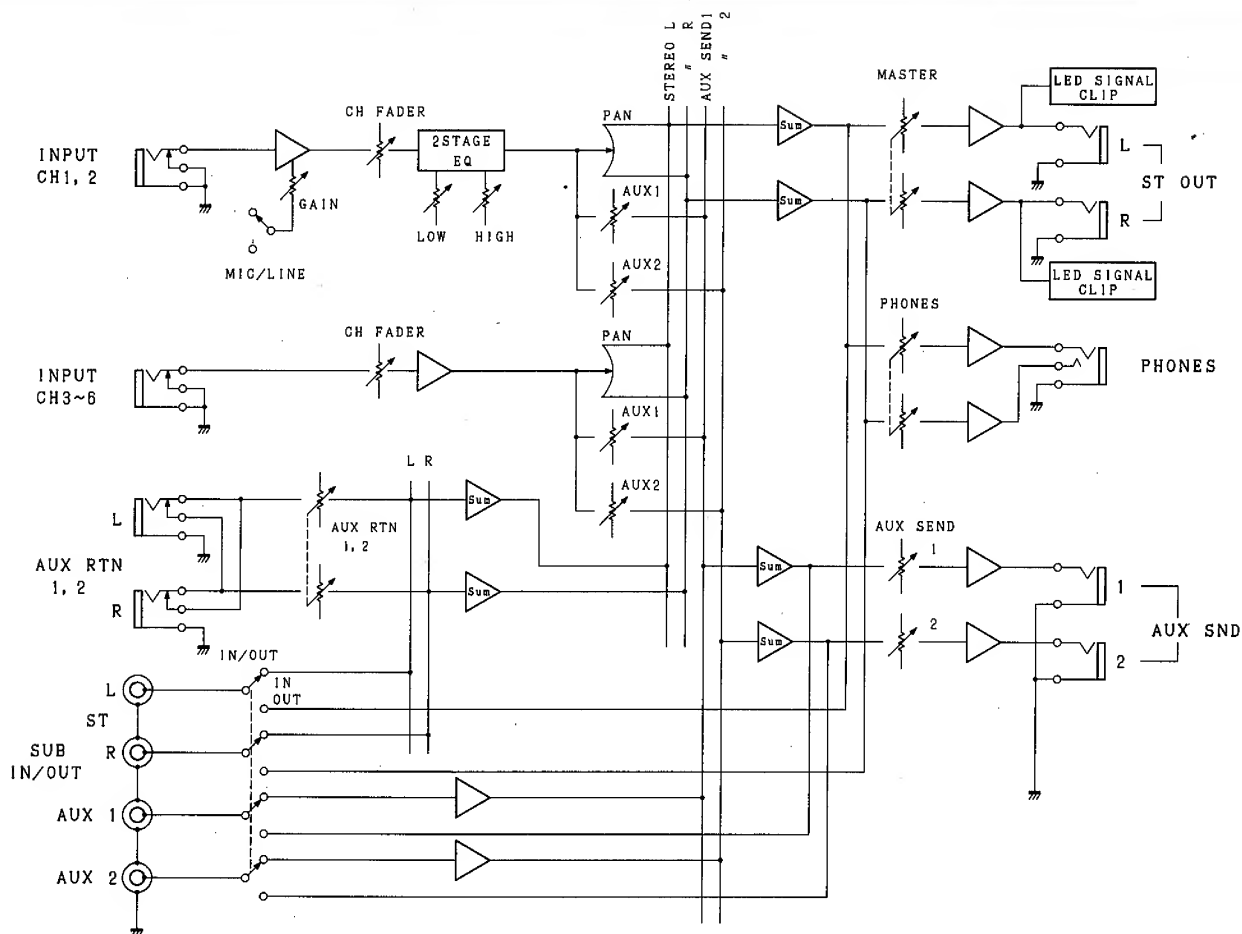 STEREO L
" R
AUX SEND1
" 2
INPUT
CH1, 2
GAIN
MIC/LINE
CH FADER
2STAGE
EQ
LOW
HIGH
PAN
AUX1
AUX2
Sum
Sum
MASTER
LED SIGNAL
CLIP
L
ST OUT
R
LED SIGNAL
CLIP
INPUT
CH3~6
CH FADER
PAN
AUX1
AUX2
PHONES
PHONES
L
AUX RTN
1, 2
R
AUX RTN
1, 2
L R
Sum
Sum
Sum
Sum
AUX SEND
1
2
1
AUX SND
2
IN/OUT
IN
OUT
L
ST
R
SUB
IN/OUT
AUX 1
AUX 2